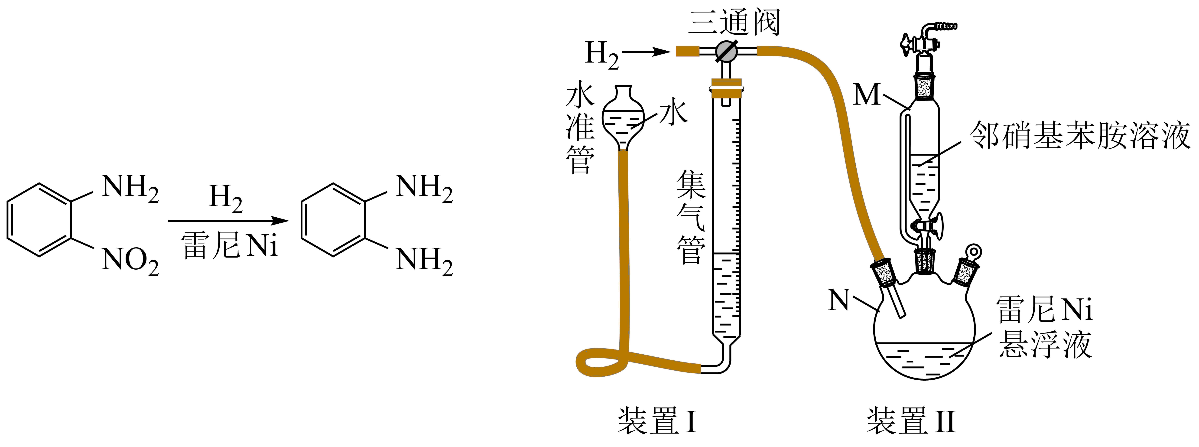 NH₂
NO₂
H₂
雷尼Ni
NH₂
NH₂
三通阀
H₂
水准管
水
集气管
M
邻硝基苯胺溶液
N
雷尼Ni
悬浮液
装置I
装置II